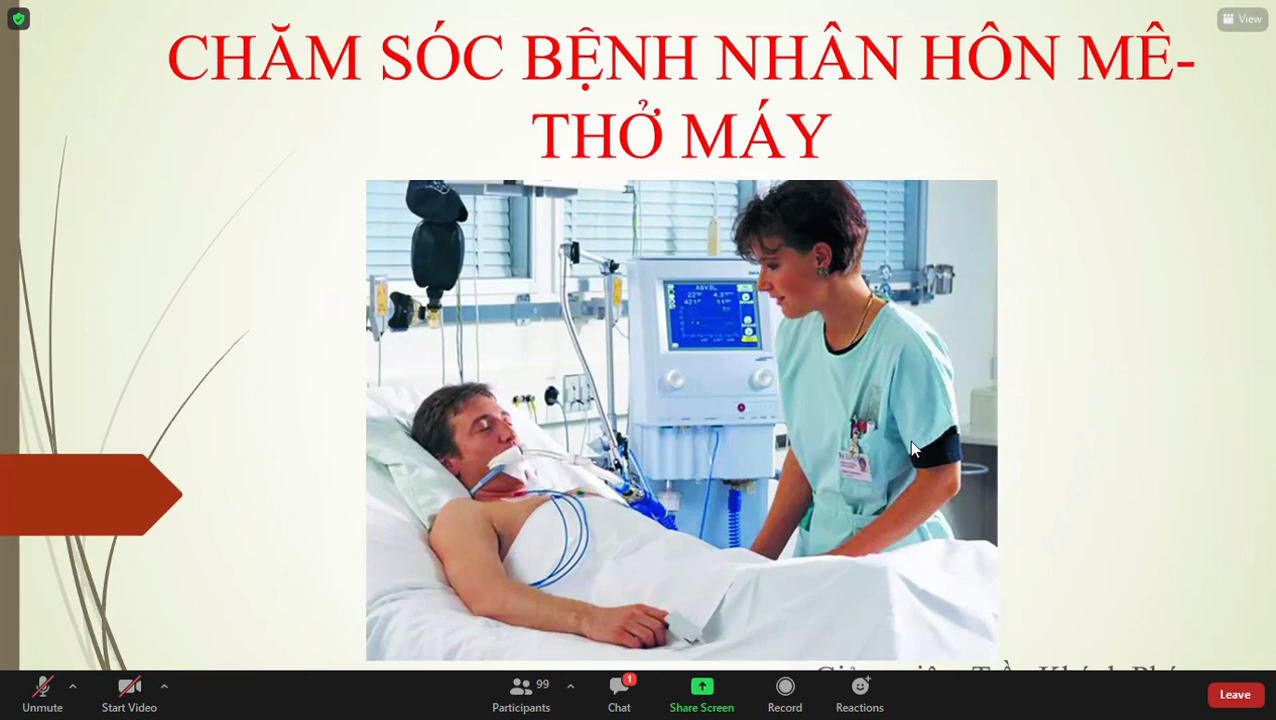 View
CHĂM SÓC BỆNH NHÂN HÔN MÊ-
THỞ MÁY
Unmute
Start Video
99
Participants
1
Chat
Share Screen
Record
Reactions
Leave